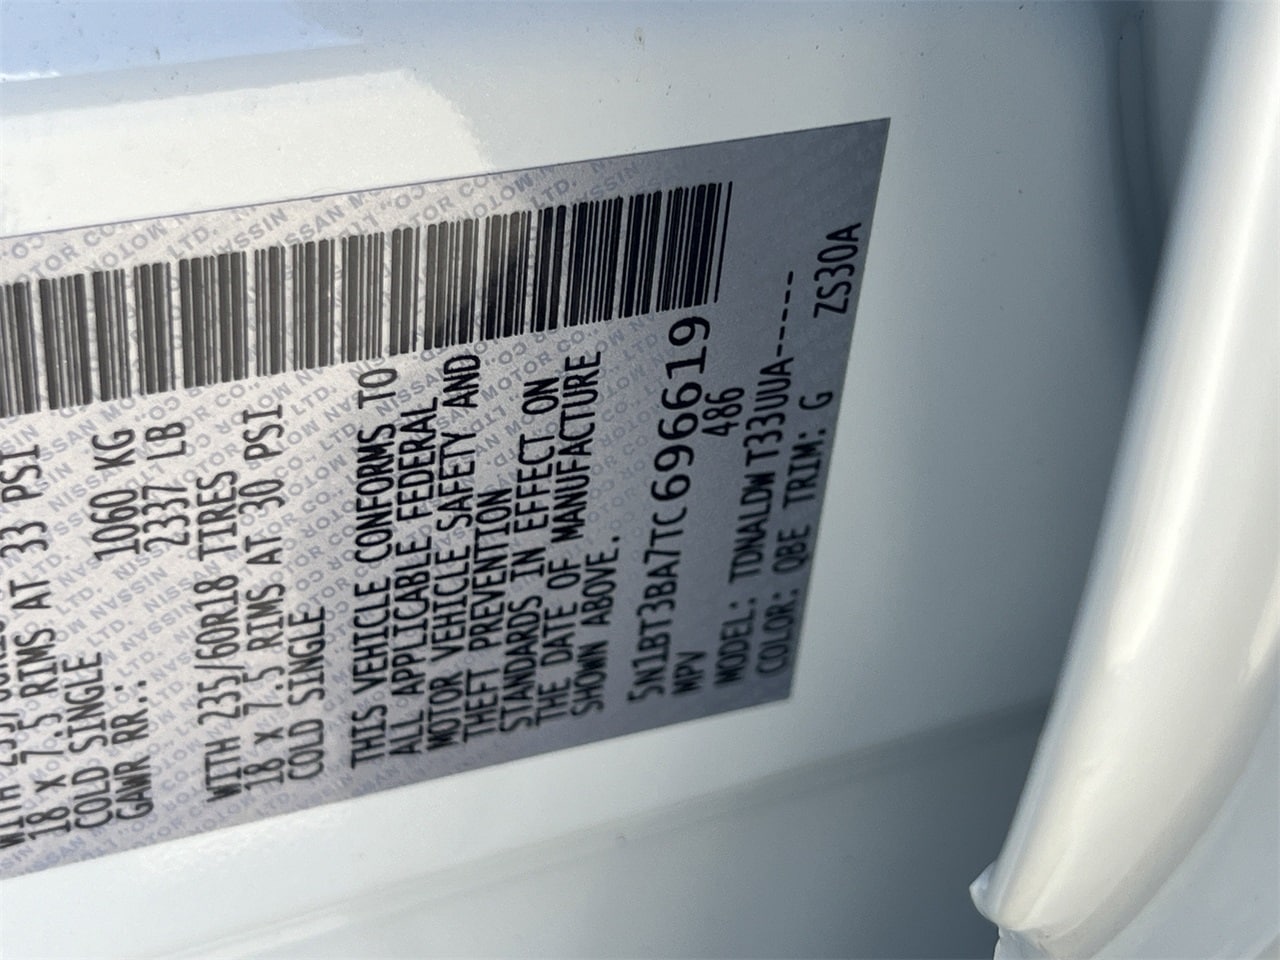 18 X 7.5 RIMS AT 33 PSI
COLD SINGLE
GAWR RR.: 1060 KG
2337 LB
WITH 235/60R18 TIRES
18 X 7.5 RIMS AT 30 PSI
COLD SINGLE
THIS VEHICLE CONFORMS TO
ALL APPLICABLE FEDERAL
MOTOR VEHICLE SAFETY AND
THEFT PREVENTION
STANDARDS IN EFFECT ON
THE DATE OF MANUFACTURE
SHOWN ABOVE.
5N1BT3BA7TC696619
MPV 486
MODEL: TDNALDW T33UUA-----
COLOR: QBE TRIM: G ZS30A